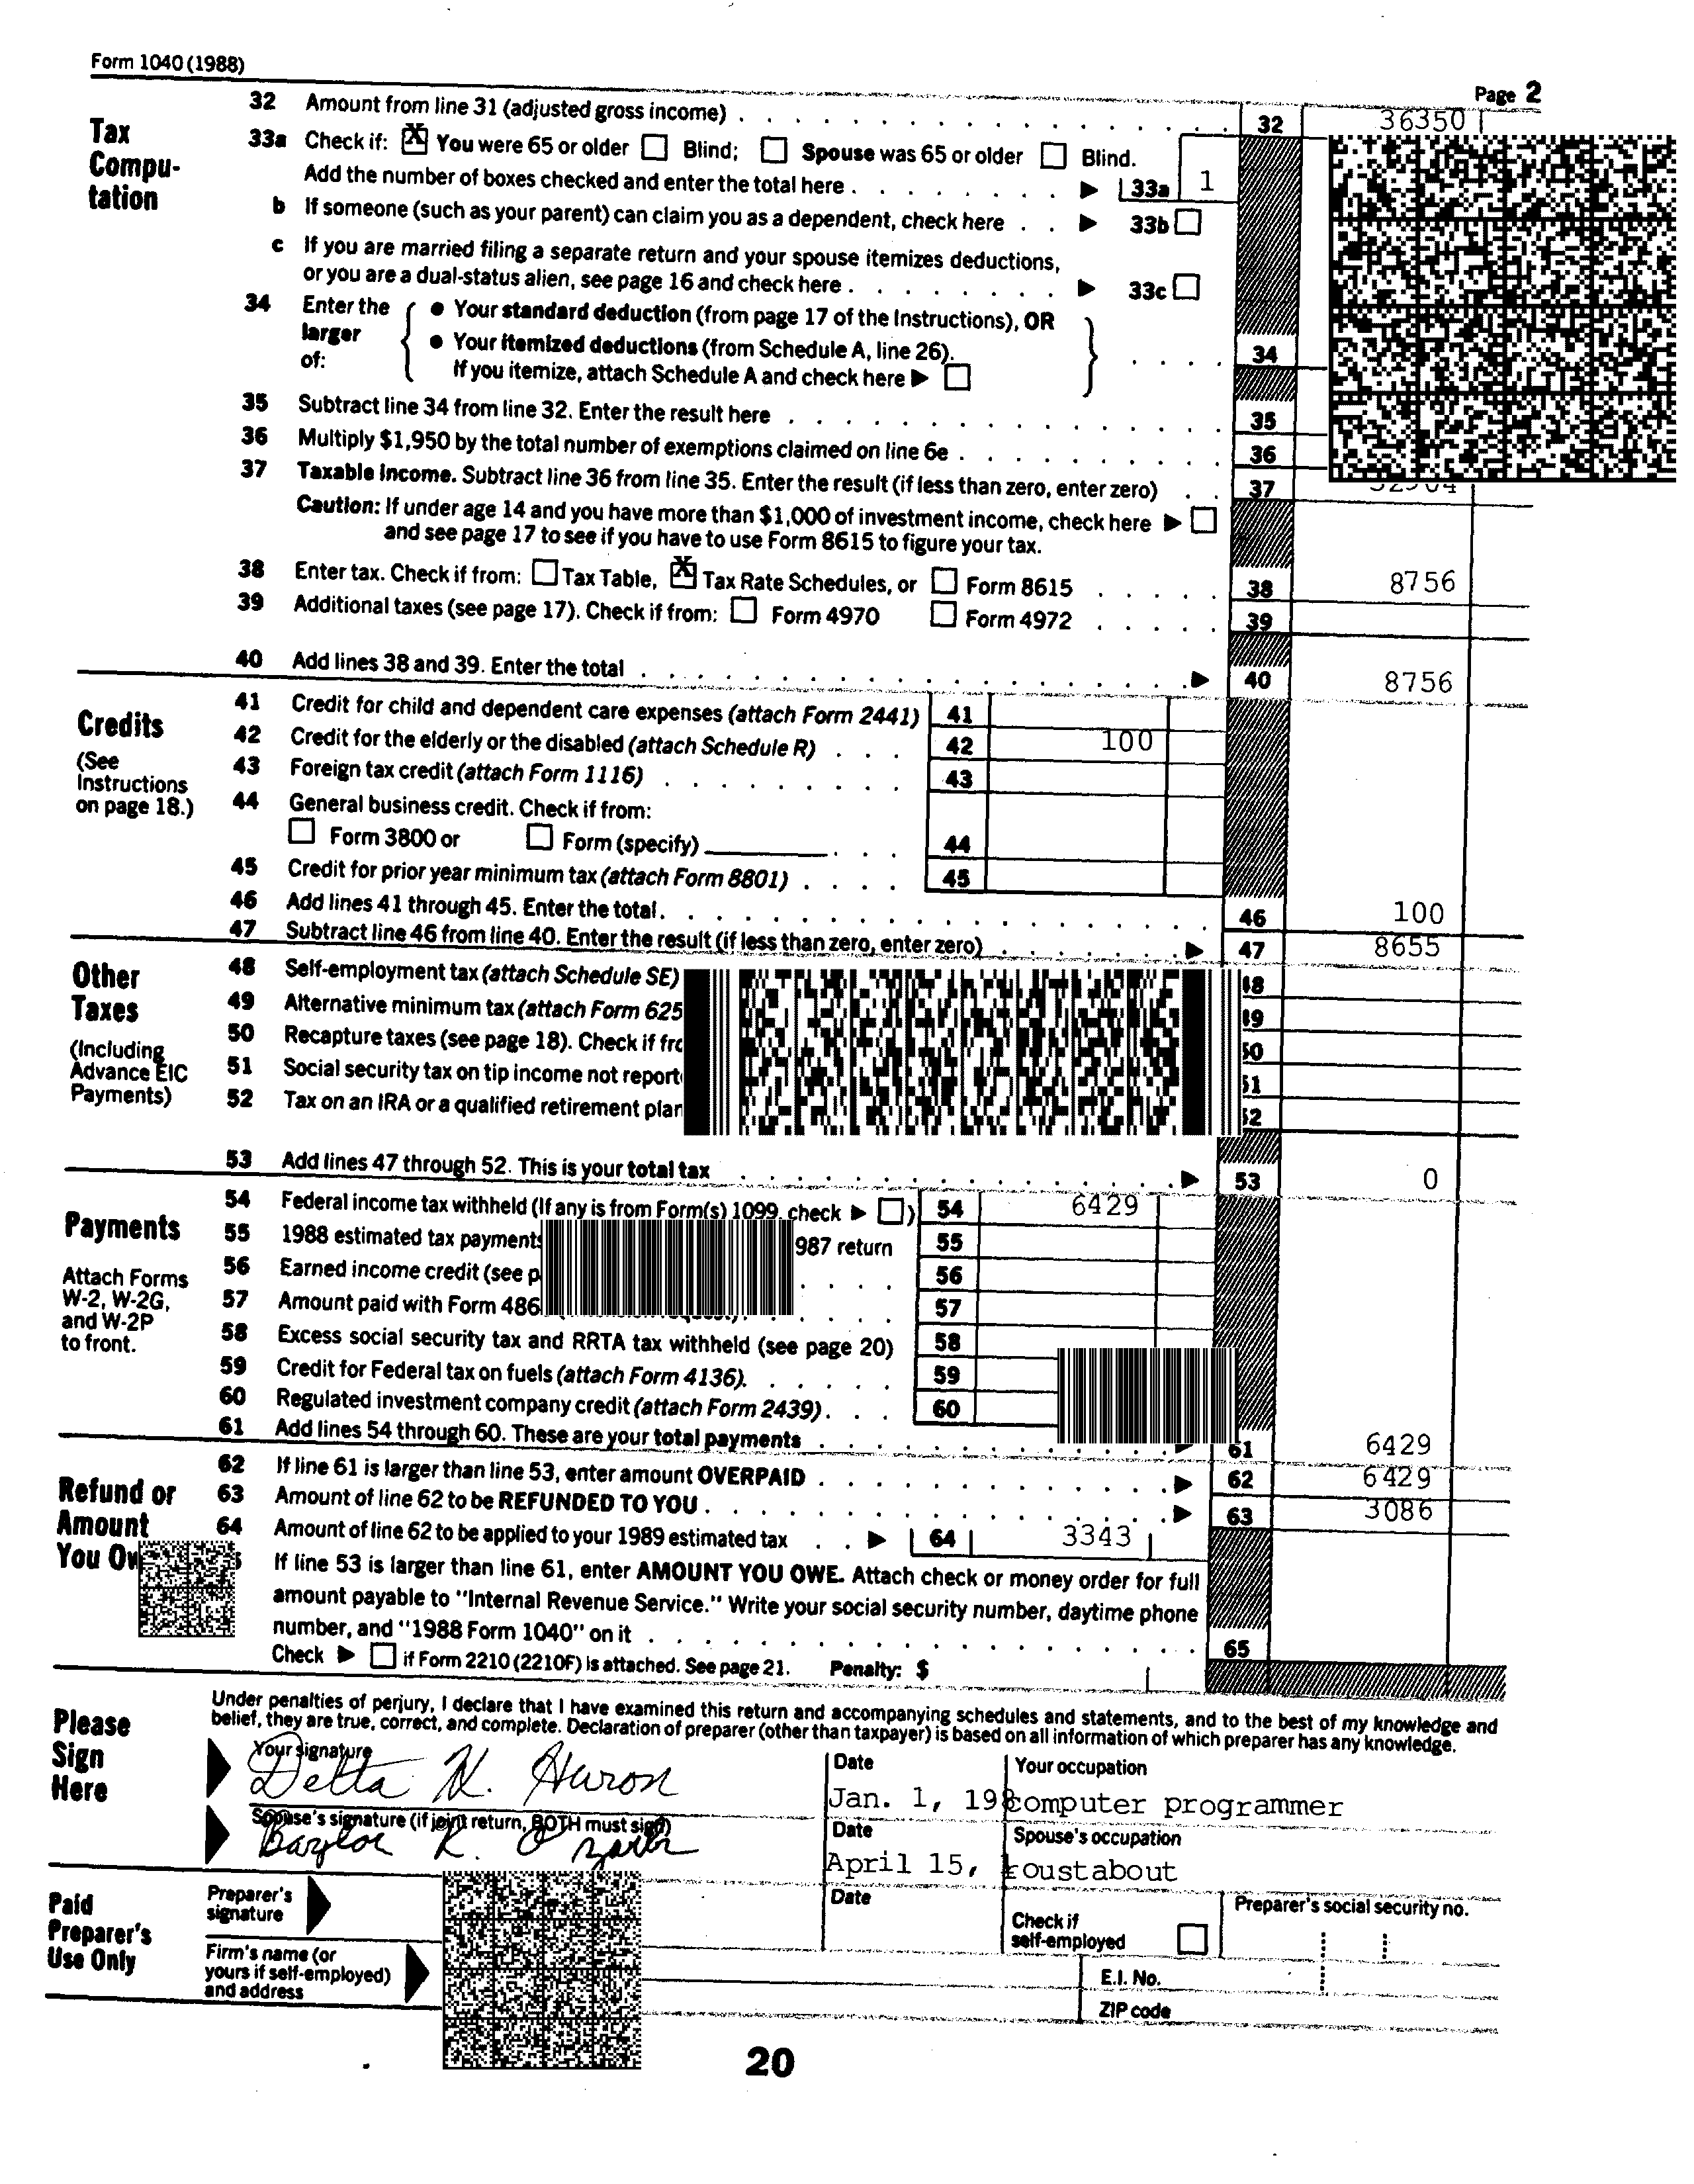 Form 1040 (1988)
Page 2
Tax Compu-tation
32 Amount from line 31 (adjusted gross income) . . . . 32 36350
33a Check if: X You were 65 or older Blind; Spouse was 65 or older Blind.
Add the number of boxes checked and enter the total here . . . . 33a 1
b If someone (such as your parent) can claim you as a dependent, check here . . 33b
c If you are married filing a separate return and your spouse itemizes deductions,
or you are a dual-status alien, see page 16 and check here . . . . 33c
34 Enter the larger of:
• Your standard deduction (from page 17 of the Instructions), OR
• Your itemized deductions (from Schedule A, line 26).
If you itemize, attach Schedule A and check here
34
35 Subtract line 34 from line 32. Enter the result here . . . . 35
36 Multiply $1,950 by the total number of exemptions claimed on line 6e . . . . 36
37 Taxable Income. Subtract line 36 from line 35. Enter the result (if less than zero, enter zero) . . 37
Caution: If under age 14 and you have more than $1,000 of investment income, check here
and see page 17 to see if you have to use Form 8615 to figure your tax.
38 Enter tax. Check if from: Tax Table, X Tax Rate Schedules, or Form 8615 . . . . 38 8756
39 Additional taxes (see page 17). Check if from: Form 4970 Form 4972 . . . . 39
40 Add lines 38 and 39. Enter the total . . . . 40 8756
Credits
(See Instructions on page 18.)
41 Credit for child and dependent care expenses (attach Form 2441) 41
42 Credit for the elderly or the disabled (attach Schedule R) . . . 42 100
43 Foreign tax credit (attach Form 1116) . . . . 43
44 General business credit. Check if from:
Form 3800 or Form (specify) . . . 44
45 Credit for prior year minimum tax (attach Form 8801) . . . . 45
46 Add lines 41 through 45. Enter the total. . . . . 46 100
47 Subtract line 46 from line 40. Enter the result (if less than zero, enter zero) . . . . 47 8655
Other Taxes
(Including Advance EIC Payments)
48 Self-employment tax (attach Schedule SE)
49 Alternative minimum tax (attach Form 625
50 Recapture taxes (see page 18). Check if
51 Social security tax on tip income not report
52 Tax on an IRA or a qualified retirement plan
53 Add lines 47 through 52. This is your total tax . . . . 53 0
Payments
Attach Forms W-2, W-2G, and W-2P to front.
54 Federal income tax withheld (If any is from Form(s) 1099, check ) 54 6429
55 1988 estimated tax payments 987 return 55
56 Earned income credit (see . . . . 56
57 Amount paid with Form 486 . . . . 57
58 Excess social security tax and RRTA tax withheld (see page 20) 58
59 Credit for Federal tax on fuels (attach Form 4136). . . . . 59
60 Regulated investment company credit (attach Form 2439) . . . 60
61 Add lines 54 through 60. These are your total payments . . . . 61 6429
Refund or Amount You
62 If line 61 is larger than line 53, enter amount OVERPAID . . . . 62 6429
63 Amount of line 62 to be REFUNDED TO YOU . . . . 63 3086
64 Amount of line 62 to be applied to your 1989 estimated tax . . 64 3343
If line 53 is larger than line 61, enter AMOUNT YOU OWE. Attach check or money order for full
amount payable to "Internal Revenue Service." Write your social security number, daytime phone
number, and "1988 Form 1040" on it . . . . 65
Check if Form 2210 (2210F) is attached. See page 21. Penalty: $
Please Sign Here
Under penalties of perjury, I declare that I have examined this return and accompanying schedules and statements, and to the best of my knowledge and
belief, they are true, correct, and complete. Declaration of preparer (other than taxpayer) is based on all information of which preparer has any knowledge.
Your signature Date Your occupation
Delta N. Huron Jan. 1, 198 computer programmer
Spouse's signature (if joint return, BOTH must sign) Date Spouse's occupation
Baylor K. Ozark April 15, roustabout
Paid Preparer's Use Only
Preparer's signature Date Check if self-employed Preparer's social security no.
Firm's name (or yours if self-employed) and address
E.I. No.
ZIP code
20